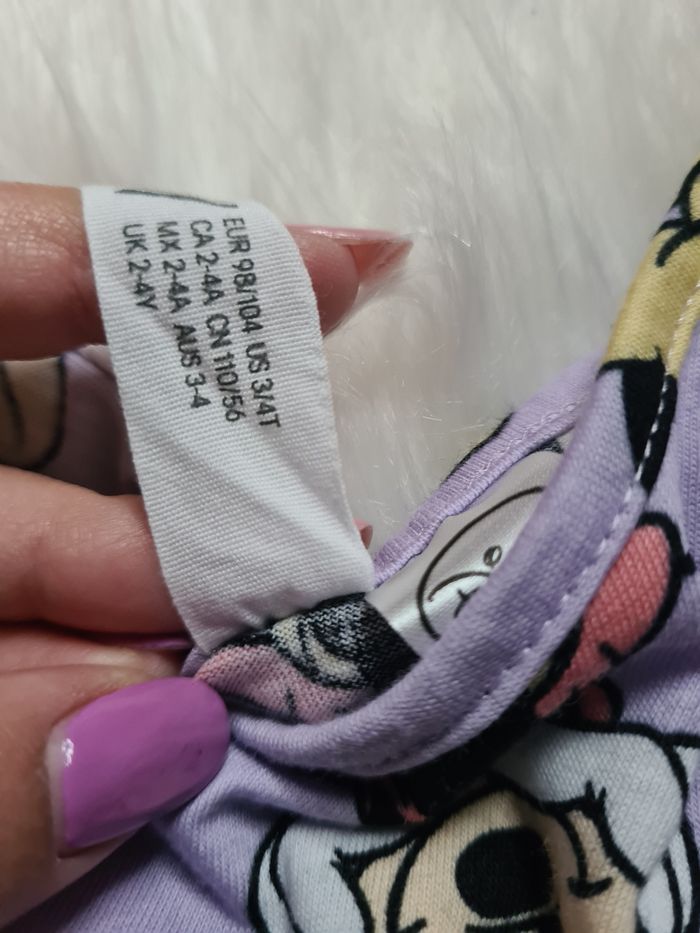 EUR 98/104 US 3/4T
CA 2-4A CN 110/56
MX 2-4A AUS 3-4
UK 2-4Y